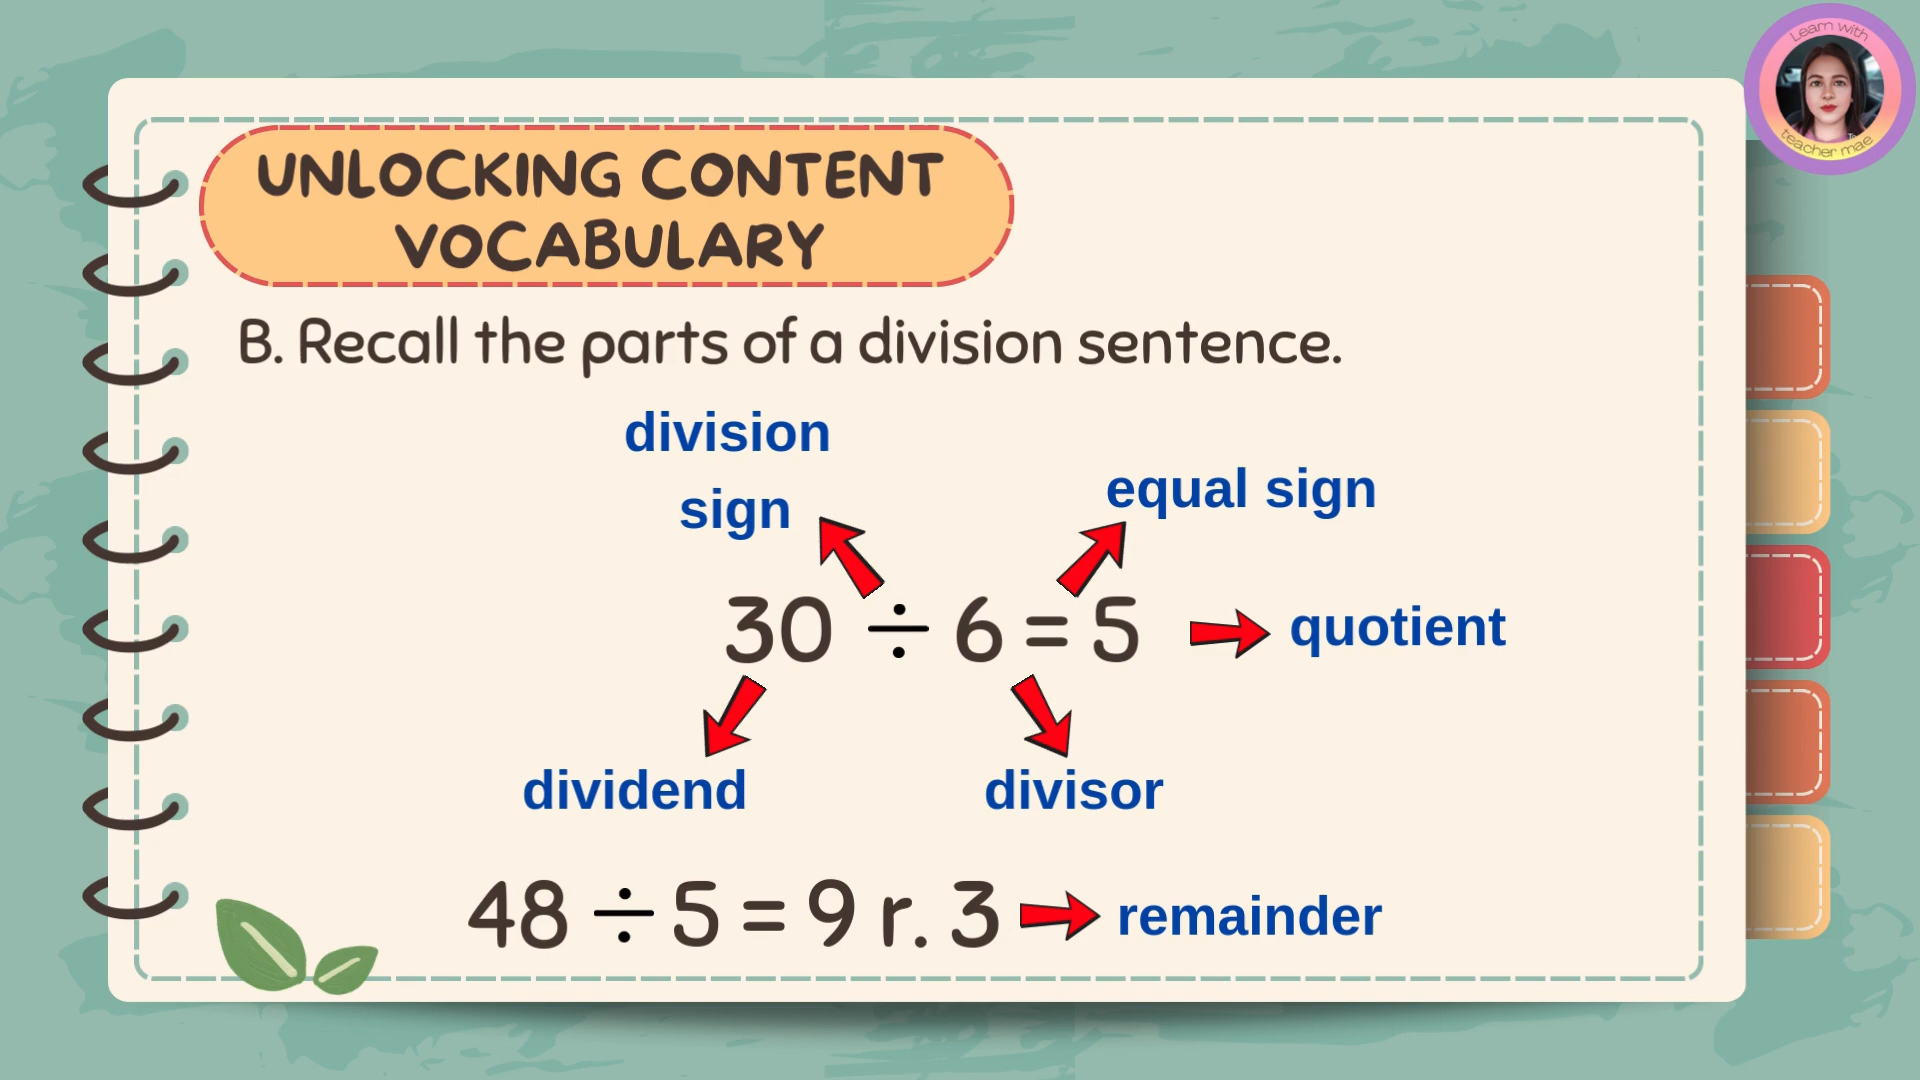 Learn with
teacher mae
UNLOCKING CONTENT
VOCABULARY
B. Recall the parts of a division sentence.
division
sign
equal sign
30 ÷ 6 = 5
quotient
dividend
divisor
48 ÷ 5 = 9 r. 3
remainder